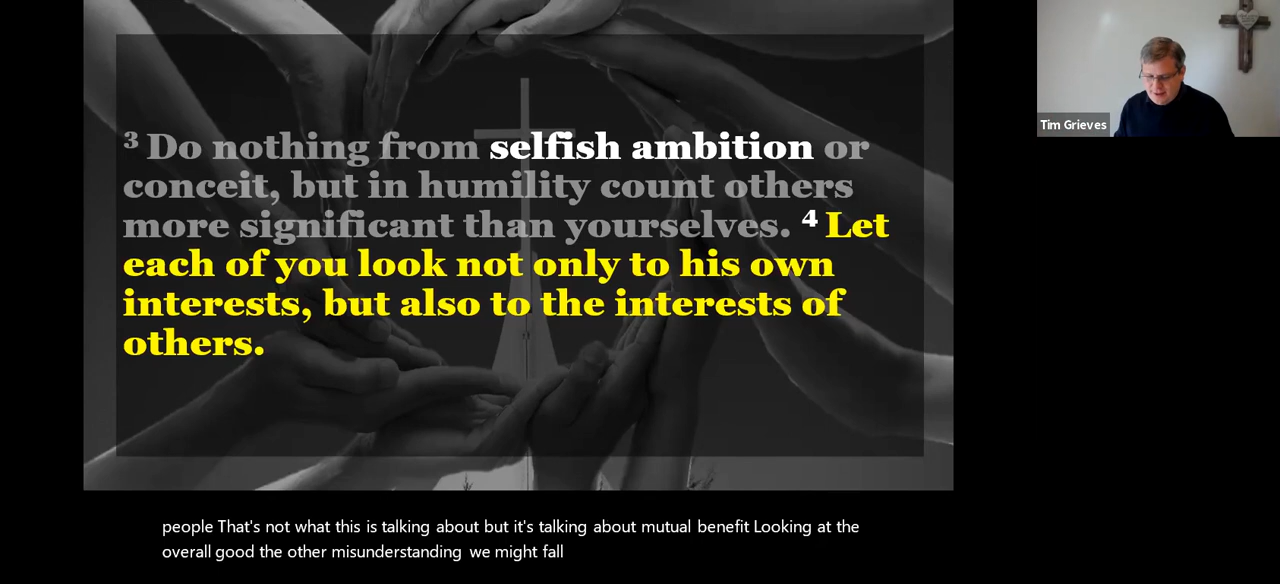 ³ Do nothing from selfish ambition or
conceit, but in humility count others
more significant than yourselves. ⁴ Let
each of you look not only to his own
interests, but also to the interests of
others.
Tim Grieves
people That's not what this is talking about but it's talking about mutual benefit Looking at the
overall good the other misunderstanding we might fall